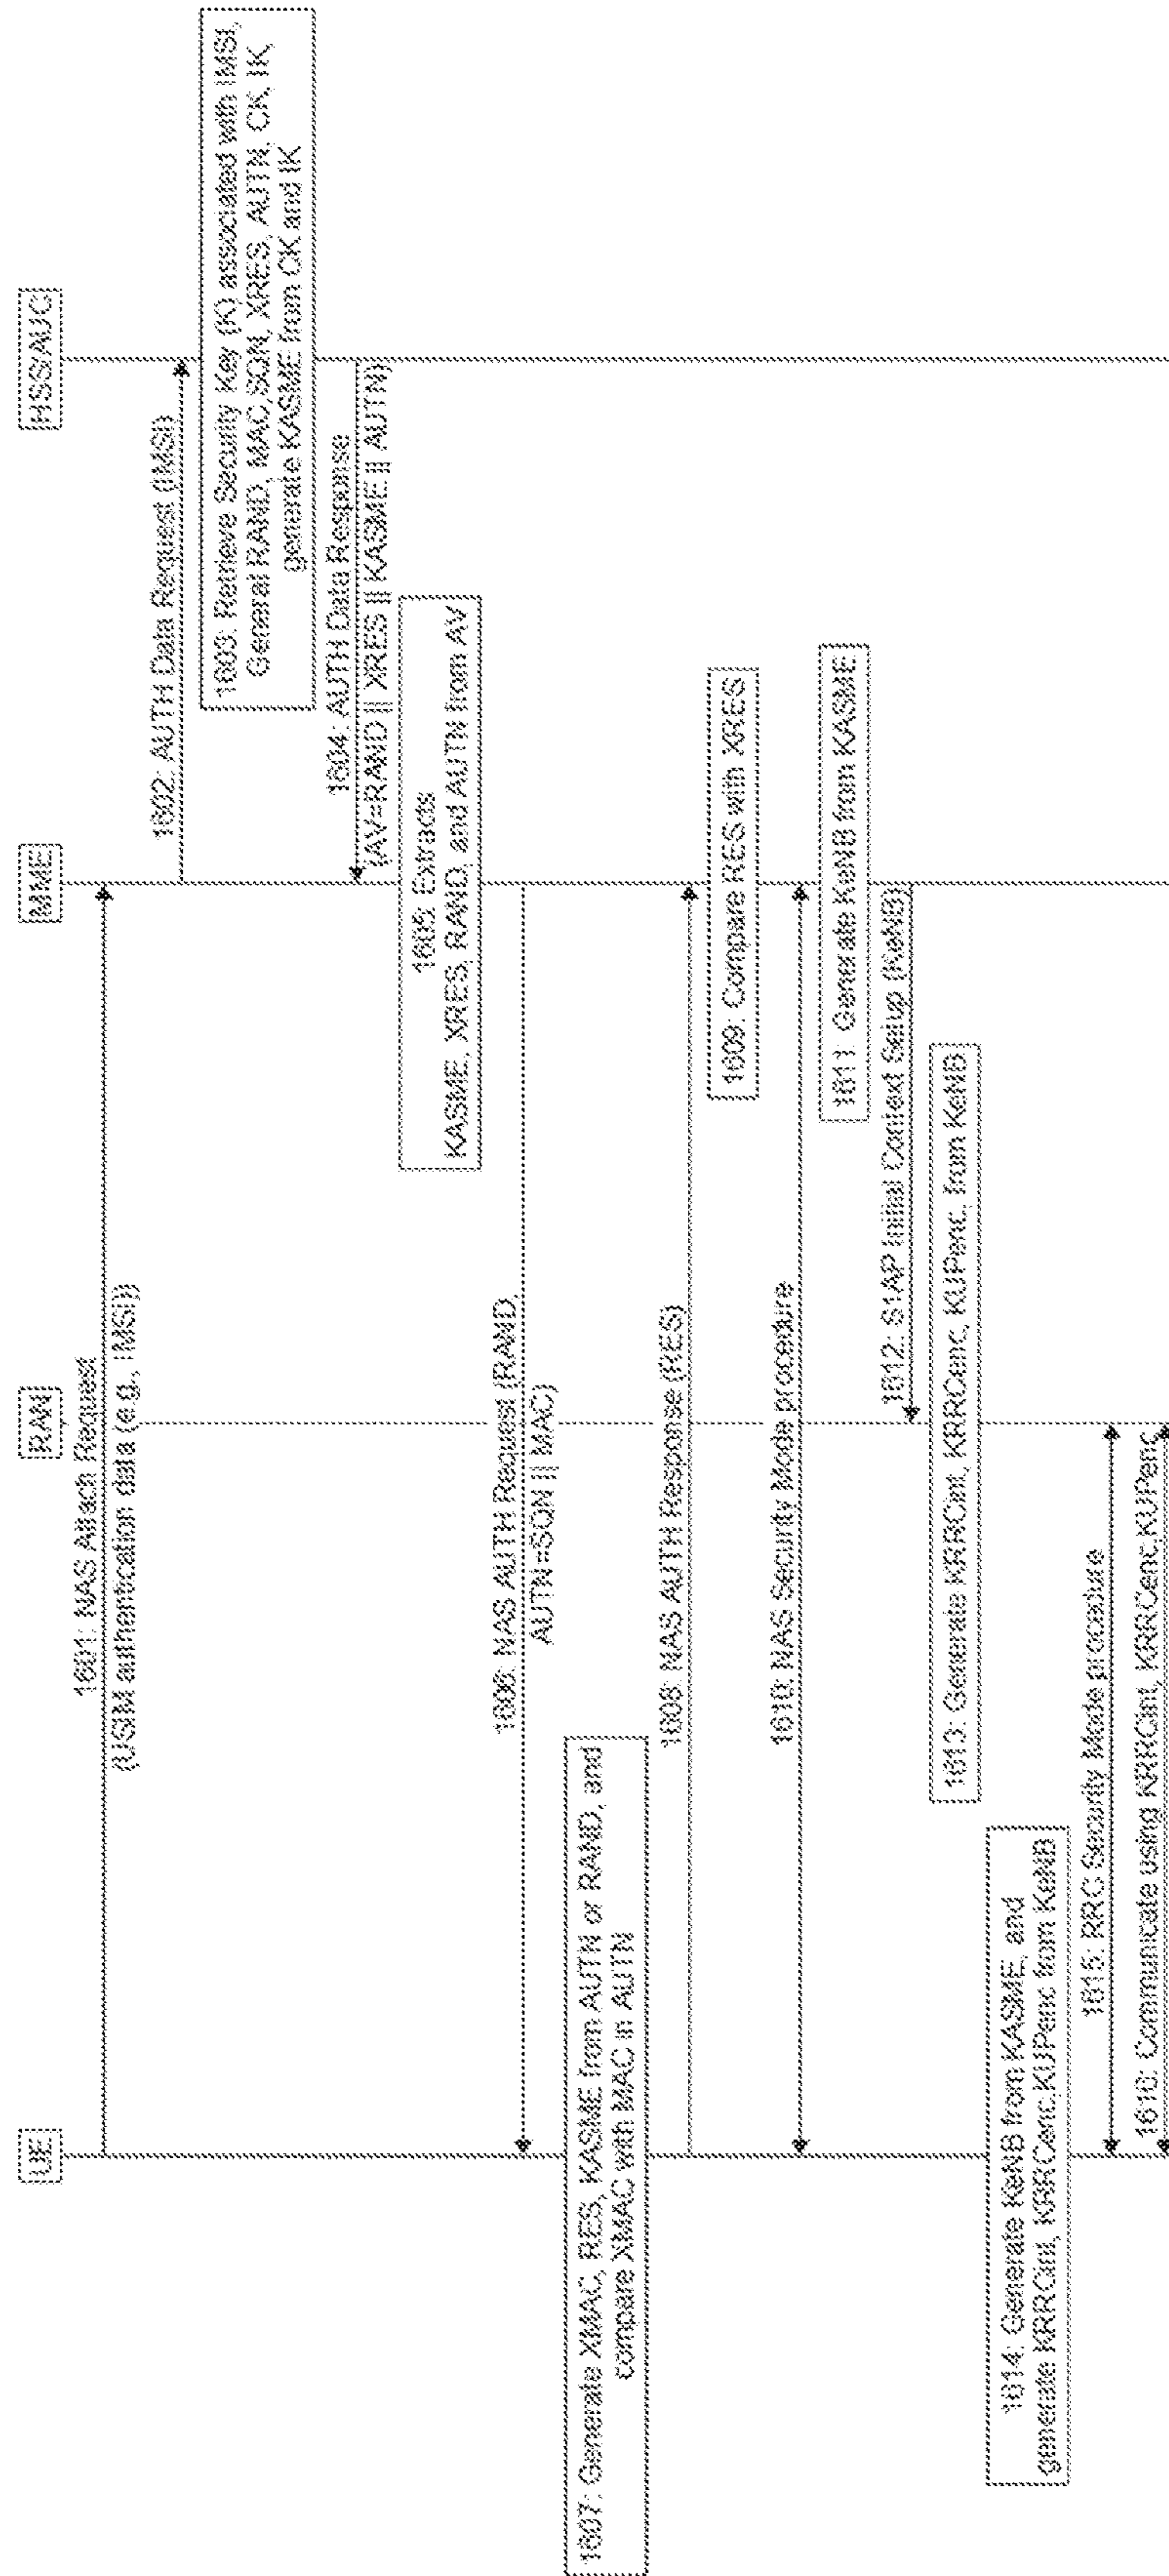 UE
RAN
MME
HSS/AUC
1601: NAS Attach Request
(USIM authentication data (e.g., IMSI))
1602: AUTH Data Request (IMSI)
1603: Retrieve Security Key (K) associated with IMSI,
General RAND, MAC,SQN, XRES, AUTN, CK, IK,
generate KASME from CK and IK
1604: AUTH Data Response
(AV=RAND || XRES || KASME || AUTN)
1605: Extracts
KASME, XRES, RAND, and AUTN from AV
1606: NAS AUTH Request (RAND,
AUTN=SQN || MAC)
1607: Generate XMAC, RES, KASME from AUTN or RAND, and
compare XMAC with MAC in AUTN
1608: NAS AUTH Response (RES)
1609: Compare RES with XRES
1610: NAS Security Mode procedure
1611: Generate KeNB from KASME
1612: S1AP Initial Context Setup (KeNB)
1613: Generate KRRCint, KRRCenc, KUPenc, from KeNB
1614: Generate KeNB from KASME, and
generate KRRCint, KRRCenc,KUPenc from KeNB
1615: RRC Security Mode procedure
1616: Communicate using KRRCint, KRRCenc,KUPenc